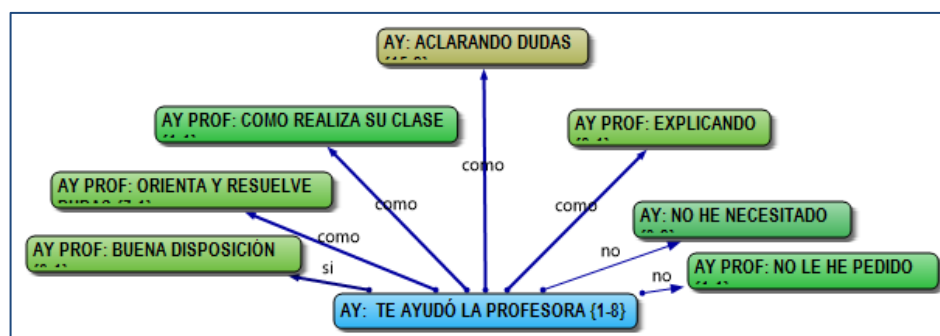 AY: ACLARANDO DUDAS
AY PROF: COMO REALIZA SU CLASE
AY PROF: EXPLICANDO
como
AY PROF: ORIENTA Y RESUELVE
como
como
AY: NO HE NECESITADO
como
no
AY PROF: BUENA DISPOSICIÓN
si
no
AY PROF: NO LE HE PEDIDO
AY: TE AYUDÓ LA PROFESORA {1-8}